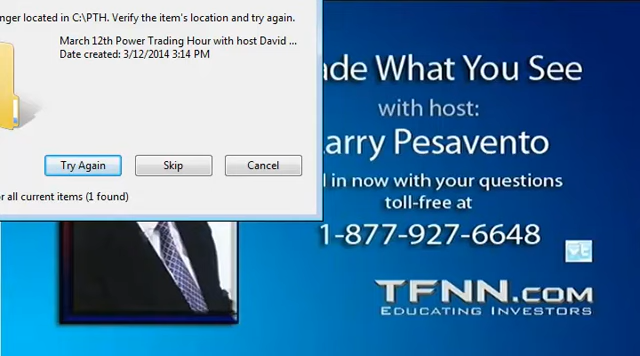 nger located in C:\PTH. Verify the item's location and try again.
March 12th Power Trading Hour with host David ...
Date created: 3/12/2014 3:14 PM
Try Again
Skip
Cancel
r all current items (1 found)
ade What You See
with host:
arry Pesavento
l in now with your questions
toll-free at
1-877-927-6648
TFNN.COM
EDUCATING INVESTORS